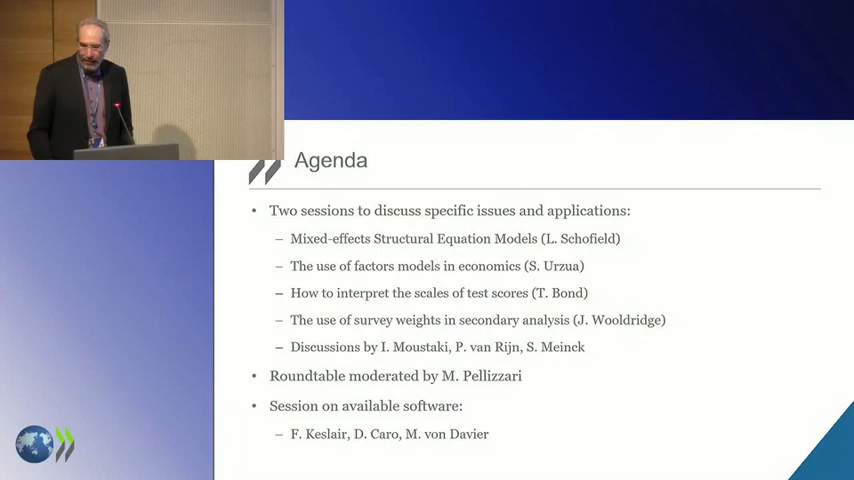 Agenda
• Two sessions to discuss specific issues and applications:
– Mixed-effects Structural Equation Models (L. Schofield)
– The use of factors models in economics (S. Urzua)
– How to interpret the scales of test scores (T. Bond)
– The use of survey weights in secondary analysis (J. Wooldridge)
– Discussions by I. Moustaki, P. van Rijn, S. Meinck
• Roundtable moderated by M. Pellizzari
• Session on available software:
– F. Keslair, D. Caro, M. von Davier